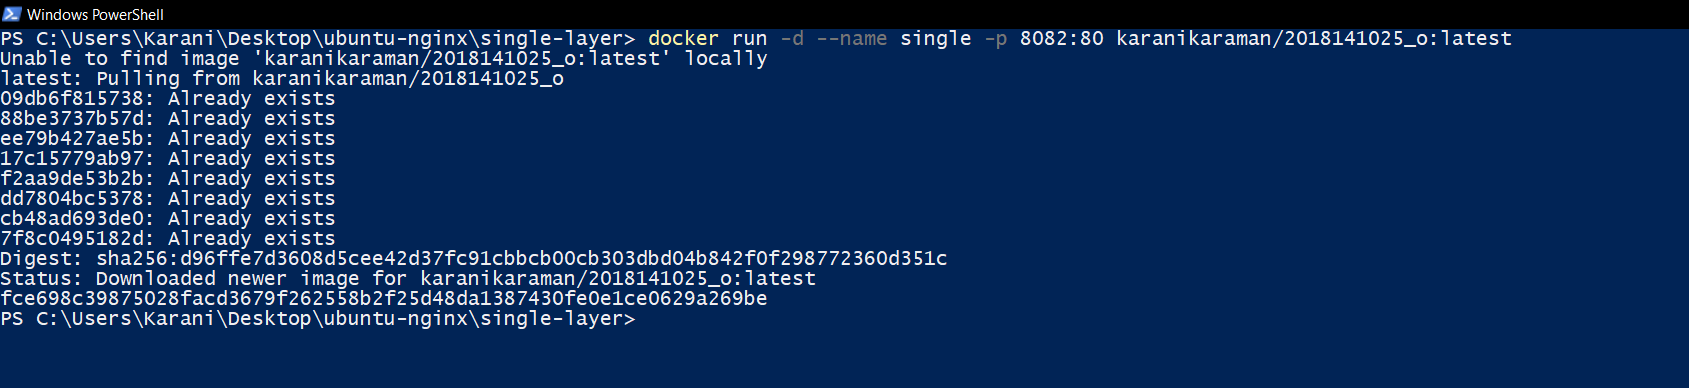 Windows PowerShell
PS C:\Users\Karani\Desktop\ubuntu-nginx\single-layer> docker run -d --name single -p 8082:80 karanikaraman/2018141025_o:latest
Unable to find image 'karanikaraman/2018141025_o:latest' locally
latest: Pulling from karanikaraman/2018141025_o
09db6f815738: Already exists
88be3737b57d: Already exists
ee79b427ae5b: Already exists
17c15779ab97: Already exists
f2aa9de53b2b: Already exists
dd7804bc5378: Already exists
cb48ad693de0: Already exists
7f8c0495182d: Already exists
Digest: sha256:d96ffe7d3608d5cee42d37fc91cbbcb00cb303dbd04b842f0f298772360d351c
Status: Downloaded newer image for karanikaraman/2018141025_o:latest
fce698c39875028facd3679f262558b2f25d48da1387430fe0e1ce0629a269be
PS C:\Users\Karani\Desktop\ubuntu-nginx\single-layer>